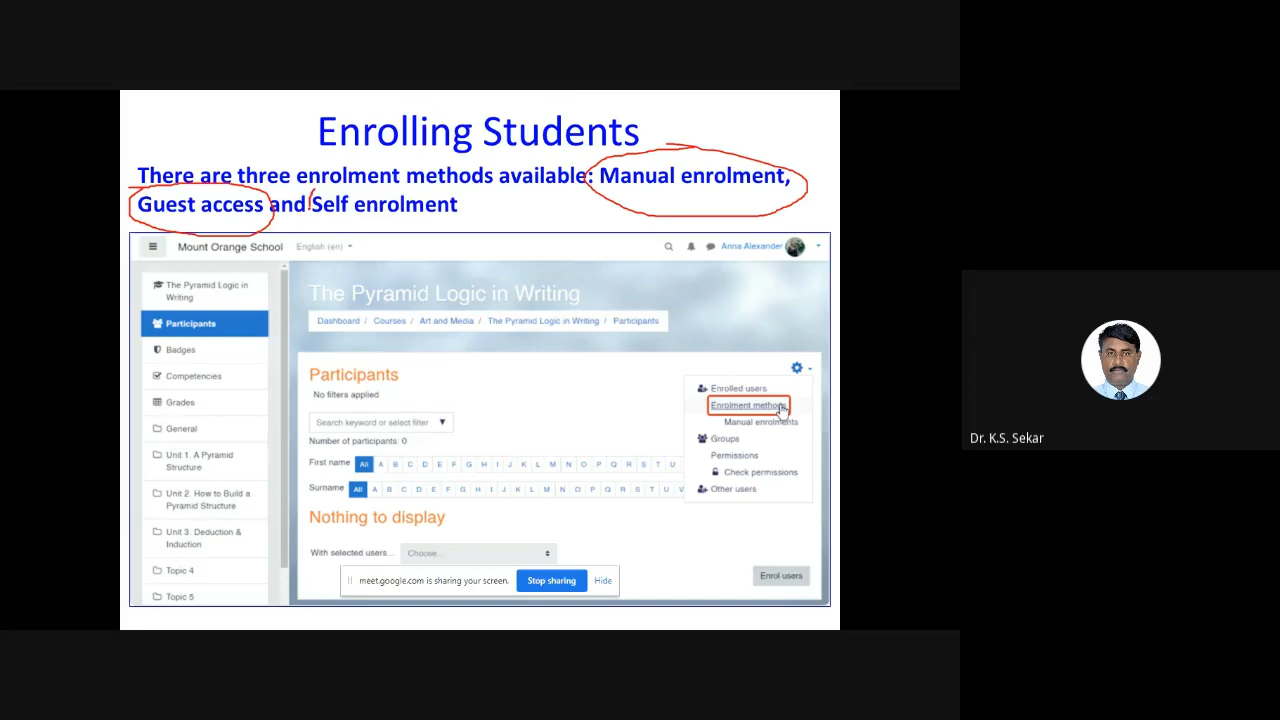 Enrolling Students
There are three enrolment methods available: Manual enrolment,
Guest access and Self enrolment
Mount Orange School
English (en)
Anna Alexander
The Pyramid Logic in
Writing
Participants
Badges
Competencies
Grades
General
Unit 1. A Pyramid
Structure
Unit 2. How to Build a
Pyramid Structure
Unit 3. Deduction &
Induction
Topic 4
Topic 5
The Pyramid Logic in Writing
Dashboard / Courses / Art and Media / The Pyramid Logic in Writing / Participants
Participants
No filters applied
Search keyword or select filter
Number of participants: 0
First name All A B C D E F G H I J K L M N O P Q R S T U
Surname All A B C D E F G H I J K L M N O P Q R S T U V
Nothing to display
With selected users... Choose...
Enrolled users
Enrolment methods
Manual enrolments
Groups
Permissions
Check permissions
Other users
Enrol users
meet.google.com is sharing your screen. Stop sharing Hide
Dr. K.S. Sekar